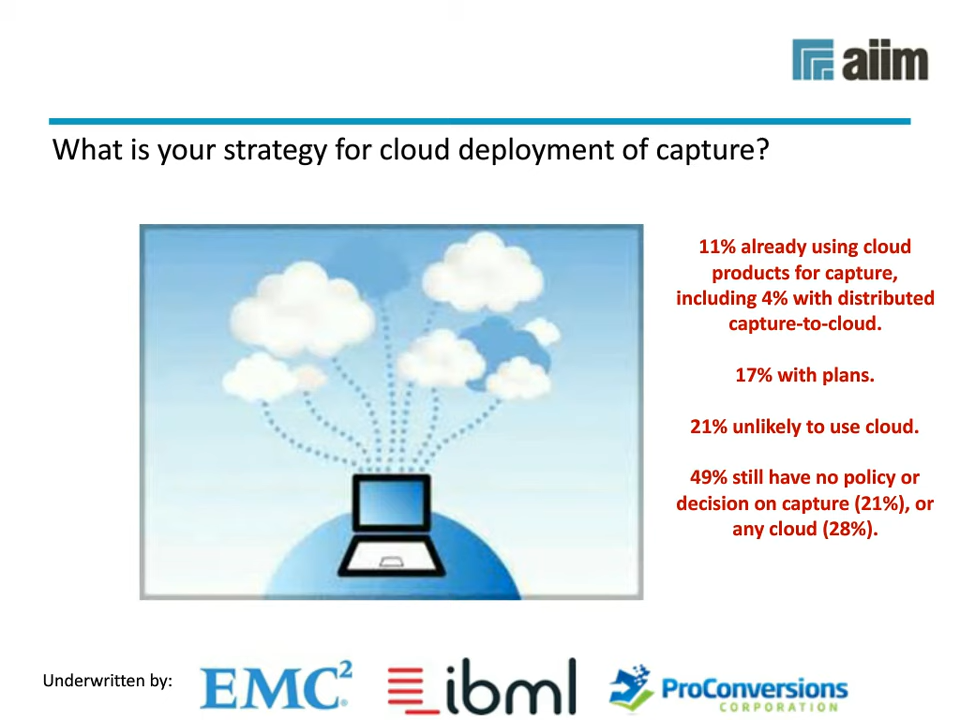 aiim
What is your strategy for cloud deployment of capture?
11% already using cloud
products for capture,
including 4% with distributed
capture-to-cloud.
17% with plans.
21% unlikely to use cloud.
49% still have no policy or
decision on capture (21%), or
any cloud (28%).
Underwritten by:
EMC²®
ibml
ProConversions
CORPORATION